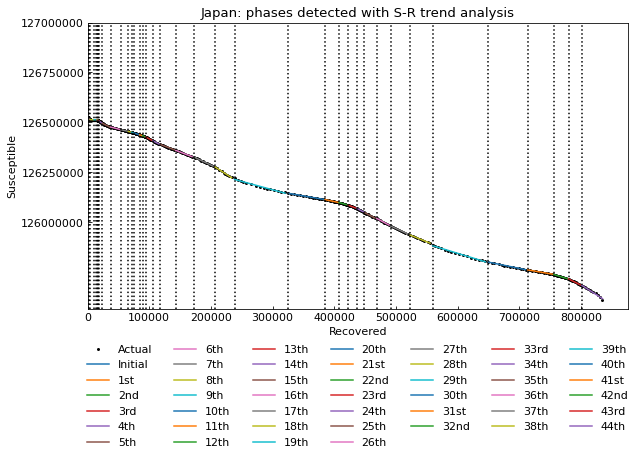 Japan: phases detected with S-R trend analysis
127000000
126750000
126500000
126250000
126000000
Susceptible
0 100000 200000 300000 400000 500000 600000 700000 800000
Recovered
Actual 6th 13th 20th 27th 33rd 39th
Initial 7th 14th 21st 28th 34th 40th
1st 8th 15th 22nd 29th 35th 41st
2nd 9th 16th 23rd 30th 36th 42nd
3rd 10th 17th 24th 31st 37th 43rd
4th 11th 18th 25th 32nd 38th 44th
5th 12th 19th 26th